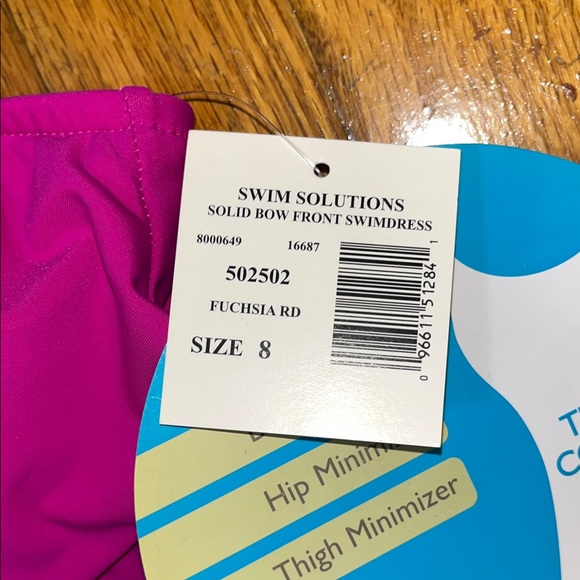 SWIM SOLUTIONS
SOLID BOW FRONT SWIMDRESS
8000649 16687
502502
FUCHSIA RD
SIZE 8
0 96611 51284 1
Hip
Thigh Minimizer